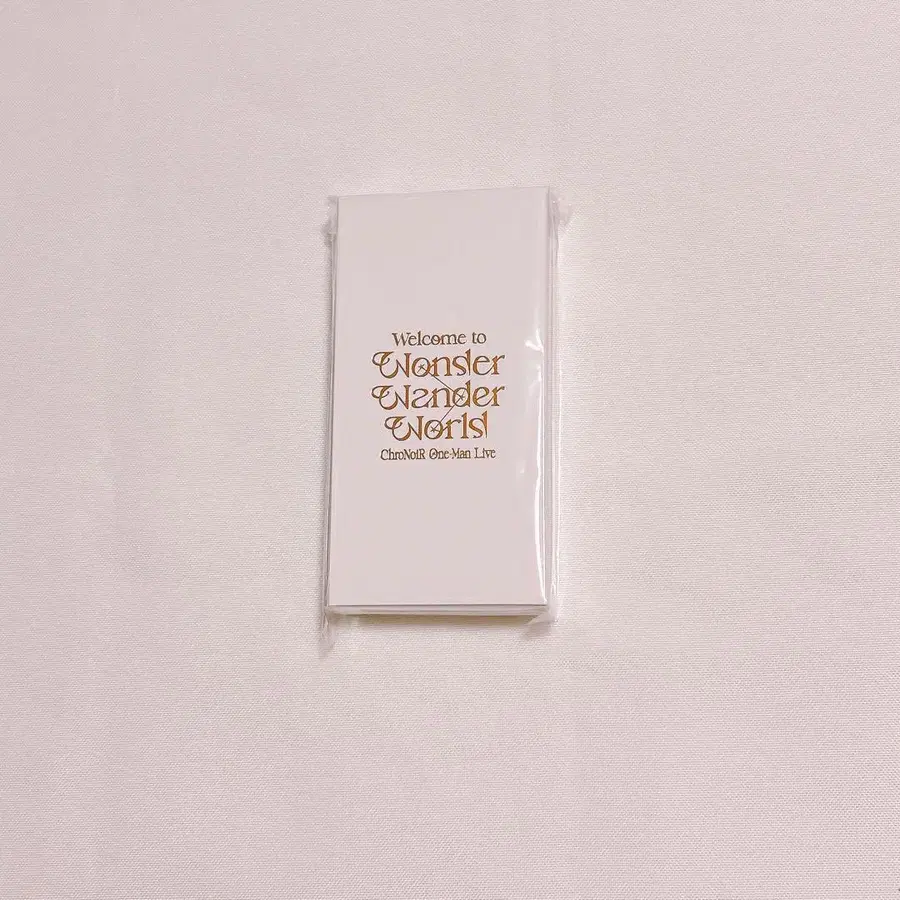 Welcome to
Wonder
Wander
World
ChroNoiR One-Man Live